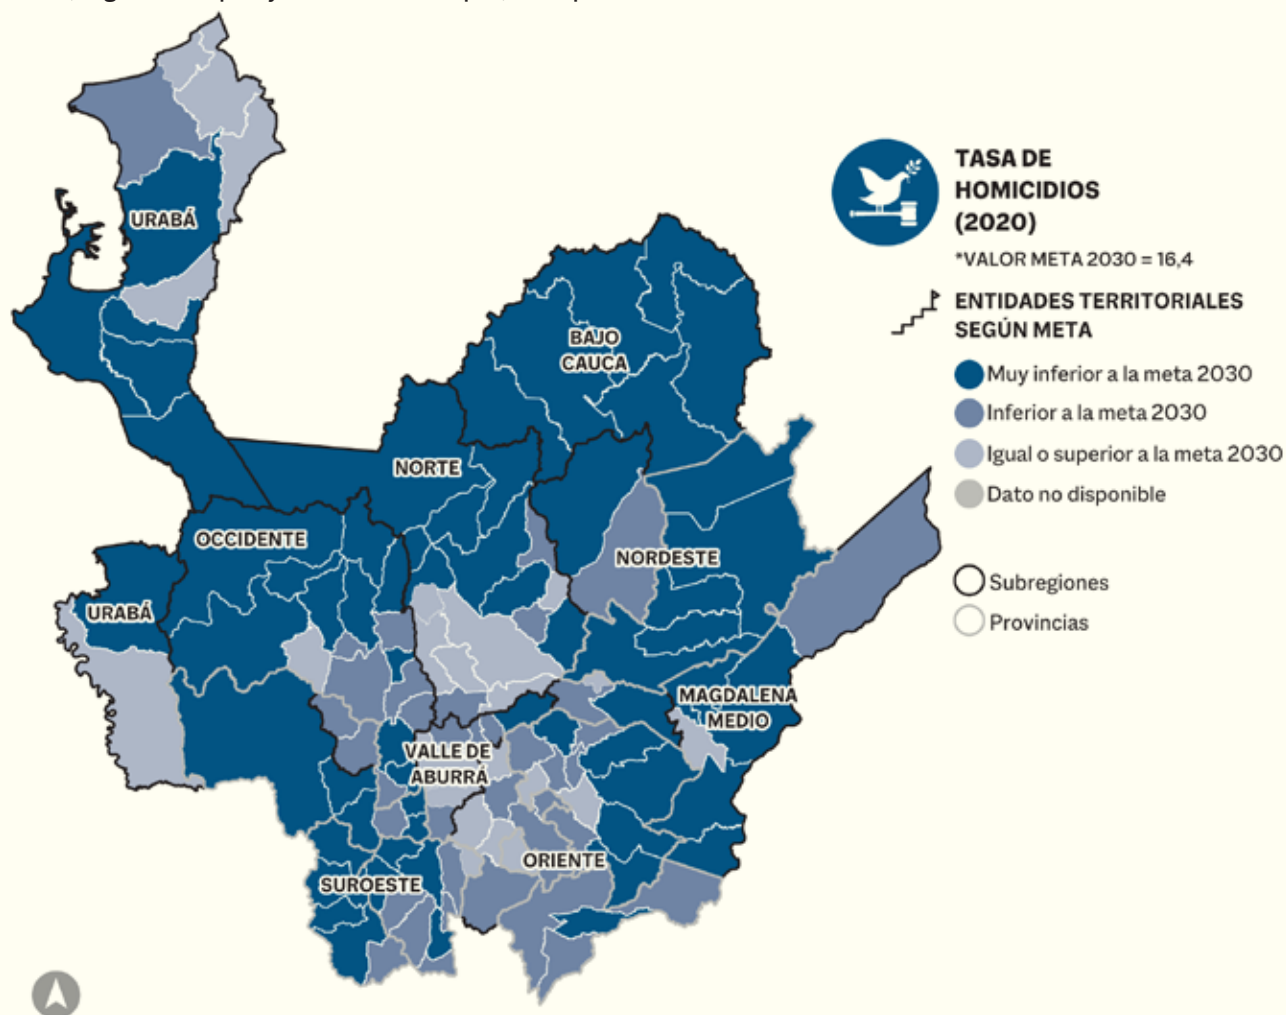 URABÁ
BAJO
CAUCA
NORTE
OCCIDENTE
NORDESTE
URABÁ
MAGDALENA
MEDIO
VALLE DE
ABURRÁ
ORIENTE
SUROESTE
TASA DE
HOMICIDIOS
(2020)
*VALOR META 2030 = 16,4
ENTIDADES TERRITORIALES
SEGÚN META
Muy inferior a la meta 2030
Inferior a la meta 2030
Igual o superior a la meta 2030
Dato no disponible
Subregiones
Provincias